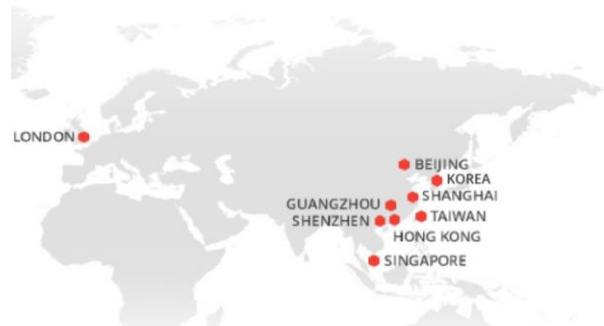 LONDON
BEIJING
KOREA
SHANGHAI
GUANGZHOU
TAIWAN
SHENZHEN
HONG KONG
SINGAPORE